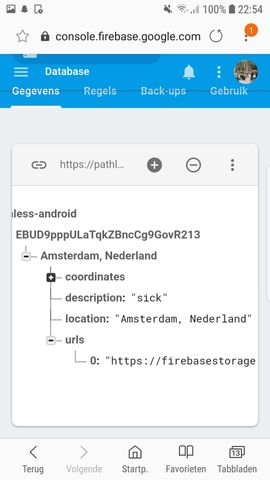 100% 22:54
console.firebase.google.com
1
Database
Gegevens Regels Back-ups Gebruik
https://pathl...
nless-android
EBUD9pppULaTqkZBncCg9GovR213
Amsterdam, Nederland
coordinates
description: "sick"
location: "Amsterdam, Nederland"
urls
0: "https://firebasestorage
13
Terug Volgende Startp. Favorieten Tabbladen